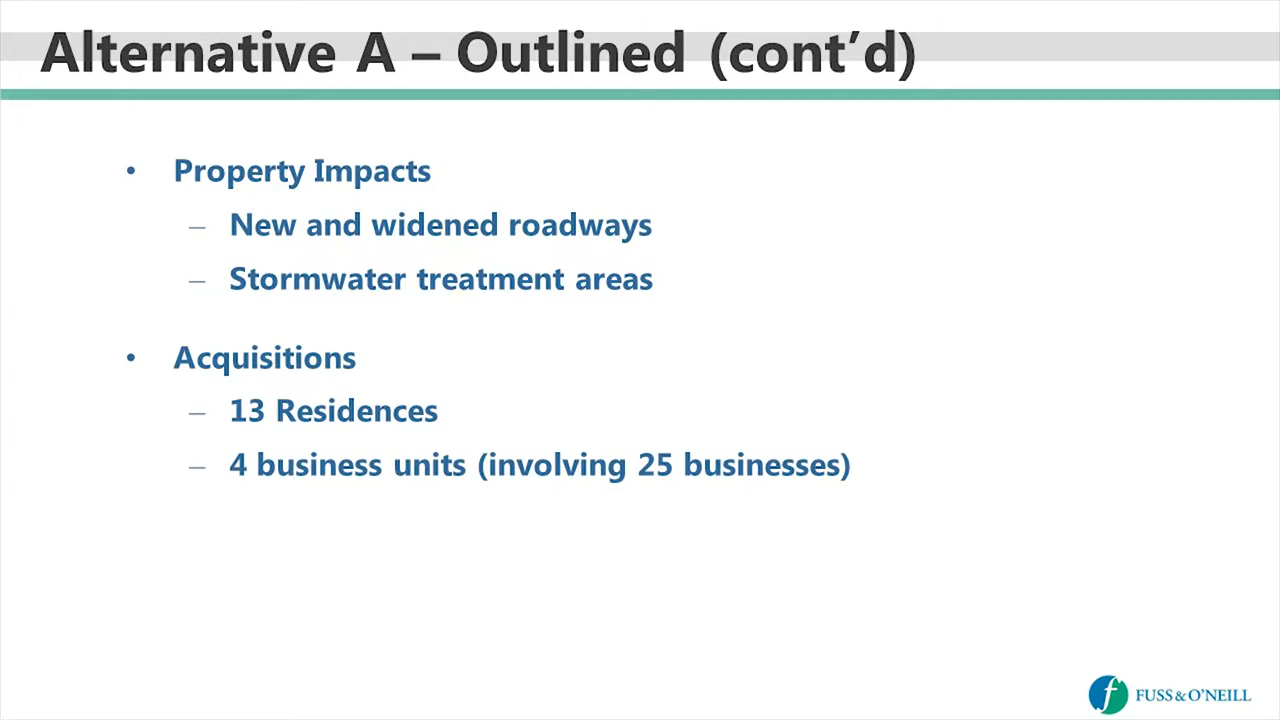 Alternative A – Outlined (cont’d)
• Property Impacts
– New and widened roadways
– Stormwater treatment areas
• Acquisitions
– 13 Residences
– 4 business units (involving 25 businesses)
f FUSS & O’NEILL